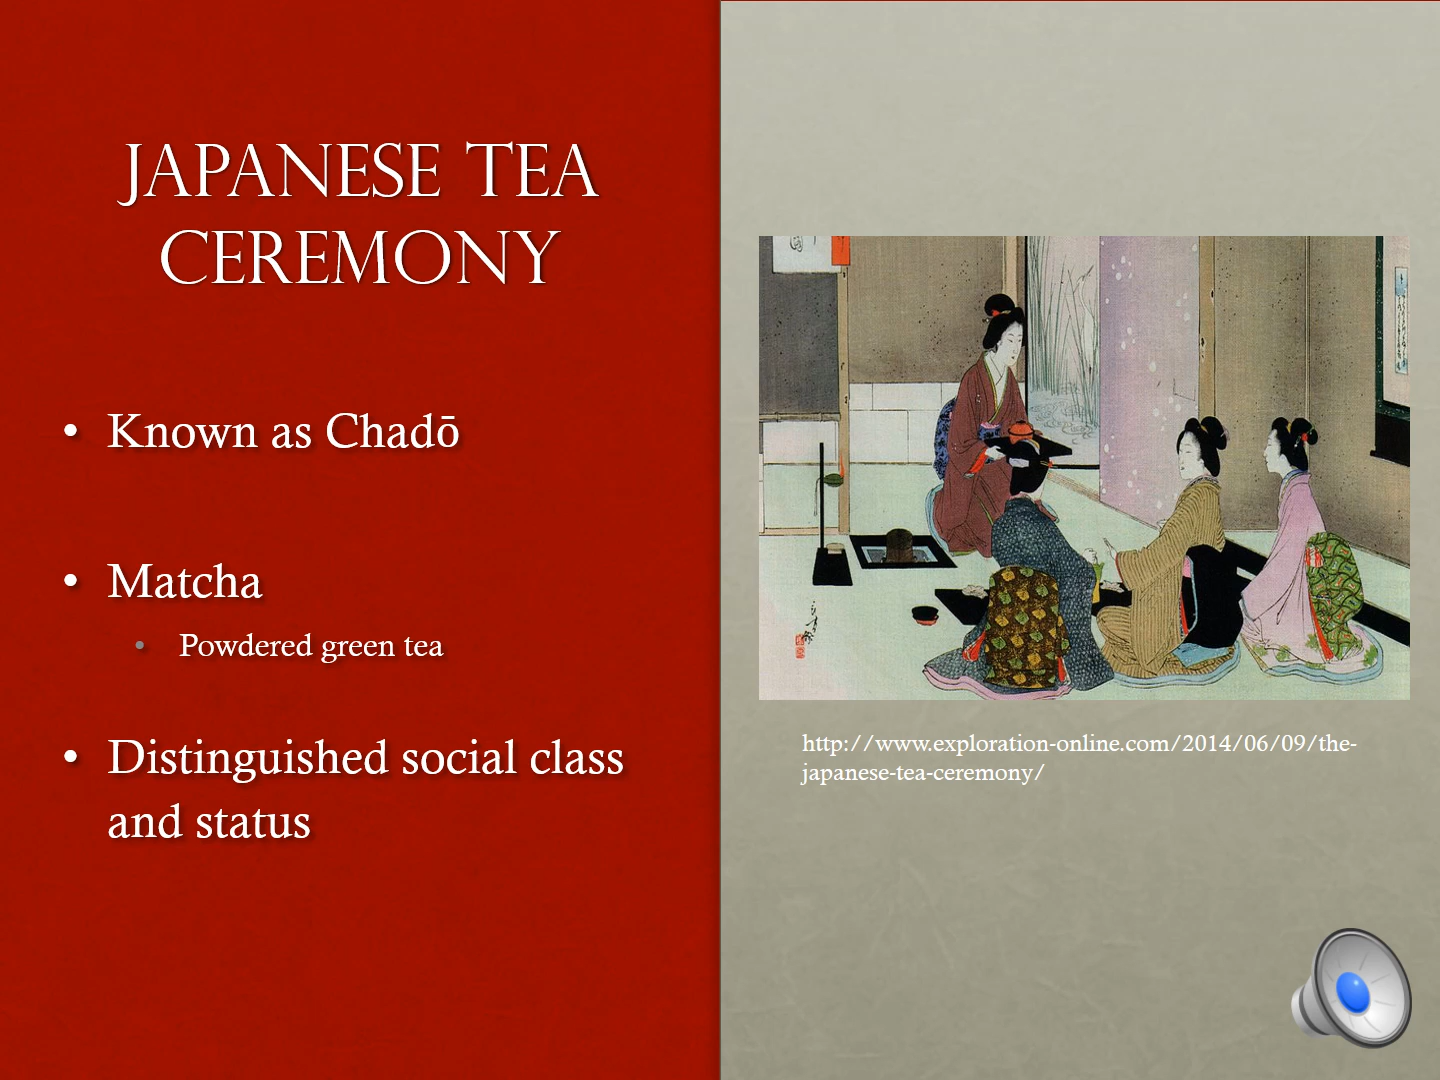 JAPANESE TEA
CEREMONY
• Known as Chadō
• Matcha
• Powdered green tea
• Distinguished social class
and status
http://www.exploration-online.com/2014/06/09/the-
japanese-tea-ceremony/